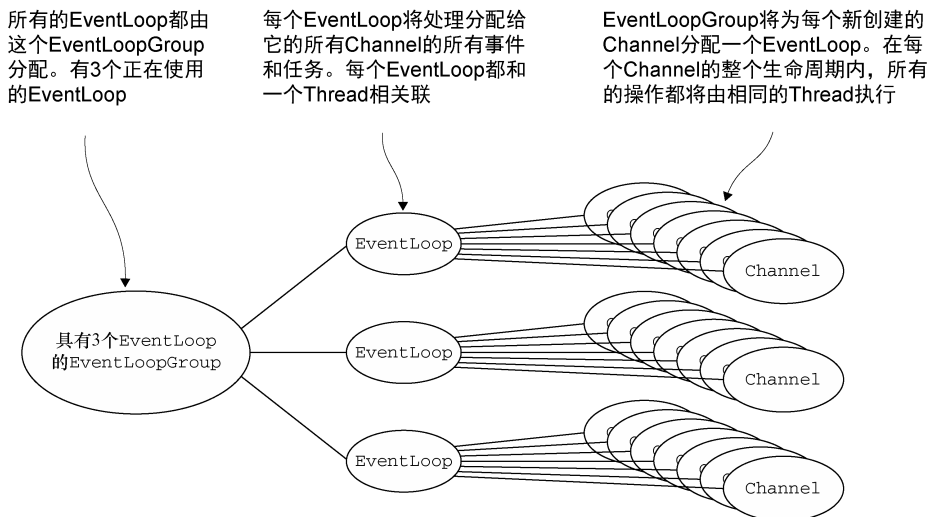 所有的EventLoop都由
这个EventLoopGroup
分配。有3个正在使用
的EventLoop
每个EventLoop将处理分配给
它的所有Channel的所有事件
和任务。每个EventLoop都和
一个Thread相关联
EventLoopGroup将为每个新创建的
Channel分配一个EventLoop。在每
个Channel的整个生命周期内，所有
的操作都将由相同的Thread执行
具有3个EventLoop
的EventLoopGroup
EventLoop
Channel
EventLoop
Channel
EventLoop
Channel